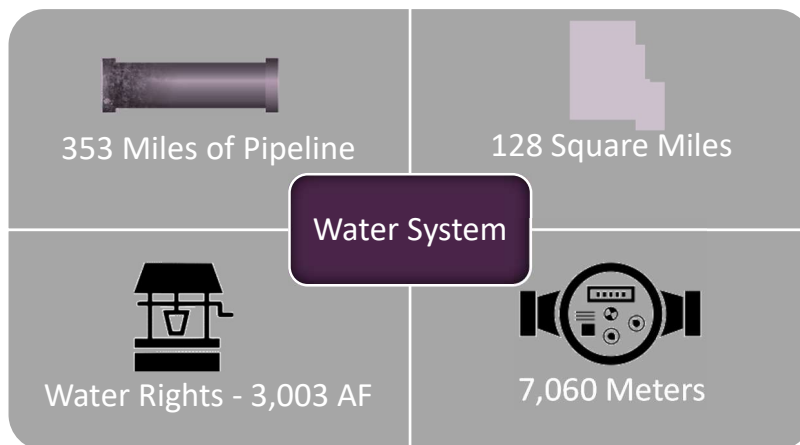 353 Miles of Pipeline
128 Square Miles
Water System
Water Rights - 3,003 AF
7,060 Meters